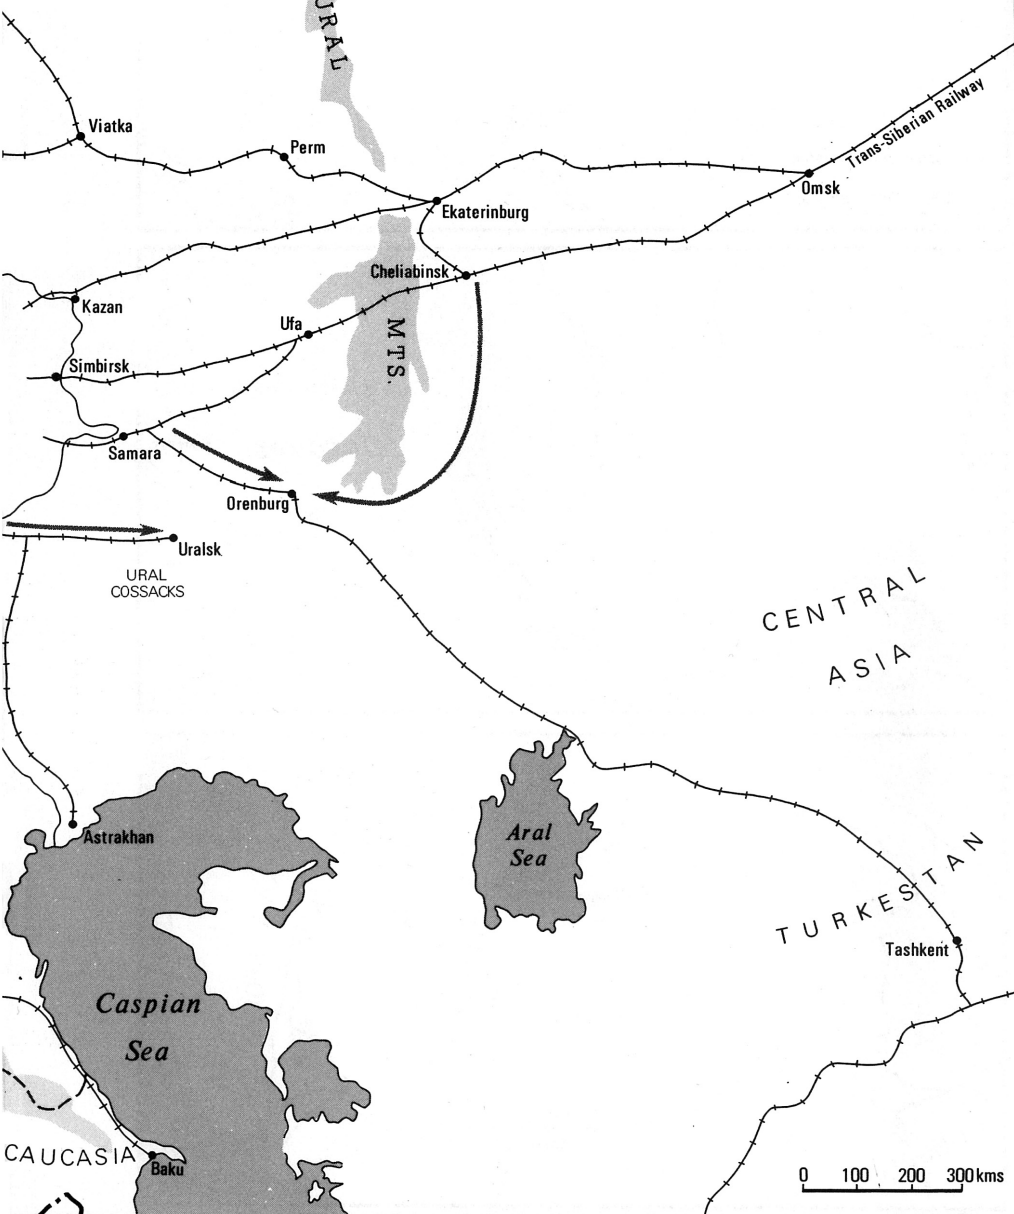 URAL
Viatka
Perm
Trans-Siberian Railway
Omsk
Ekaterinburg
Cheliabinsk
Kazan
Ufa
MTS.
Simbirsk
Samara
Orenburg
Uralsk
URAL
COSSACKS
CENTRAL
ASIA
Astrakhan
Aral
Sea
TURKESTAN
Tashkent
Caspian
Sea
CAUCASIA
Baku
0 100 200 300 kms